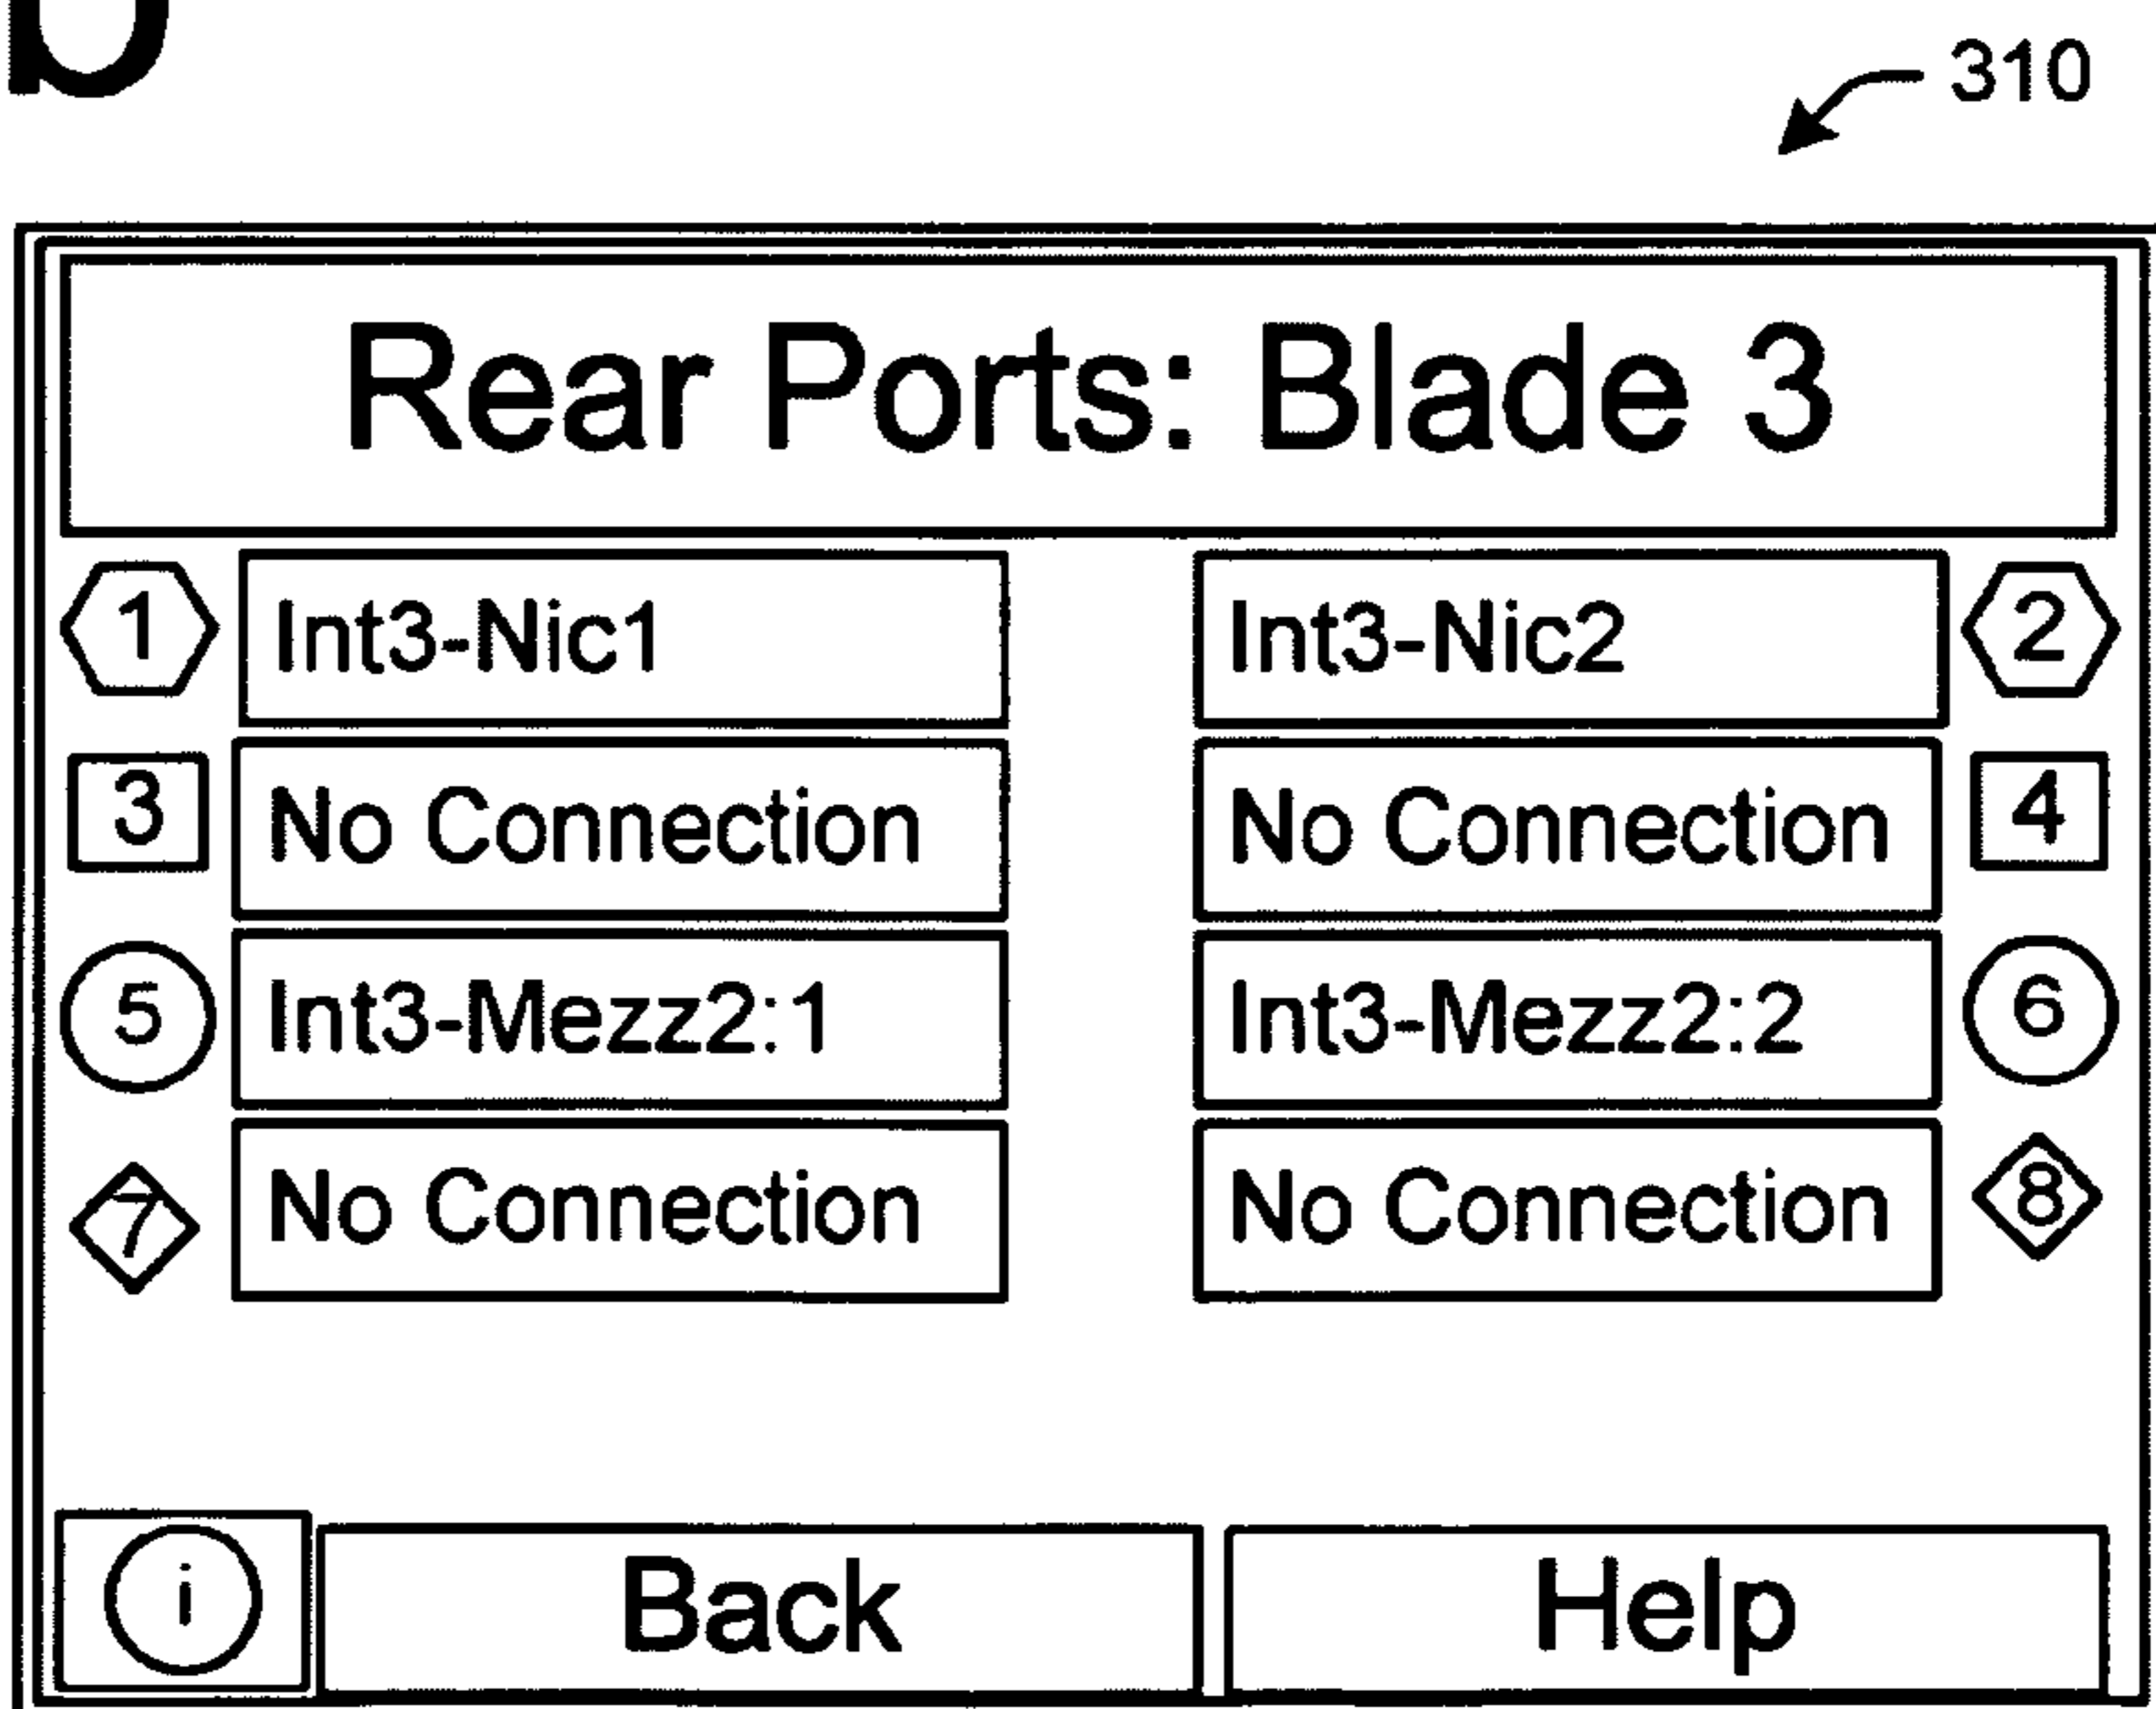 310
Rear Ports: Blade 3
1 Int3-Nic1 Int3-Nic2 2
3 No Connection No Connection 4
5 Int3-Mezz2:1 Int3-Mezz2:2 6
7 No Connection No Connection 8
i Back Help